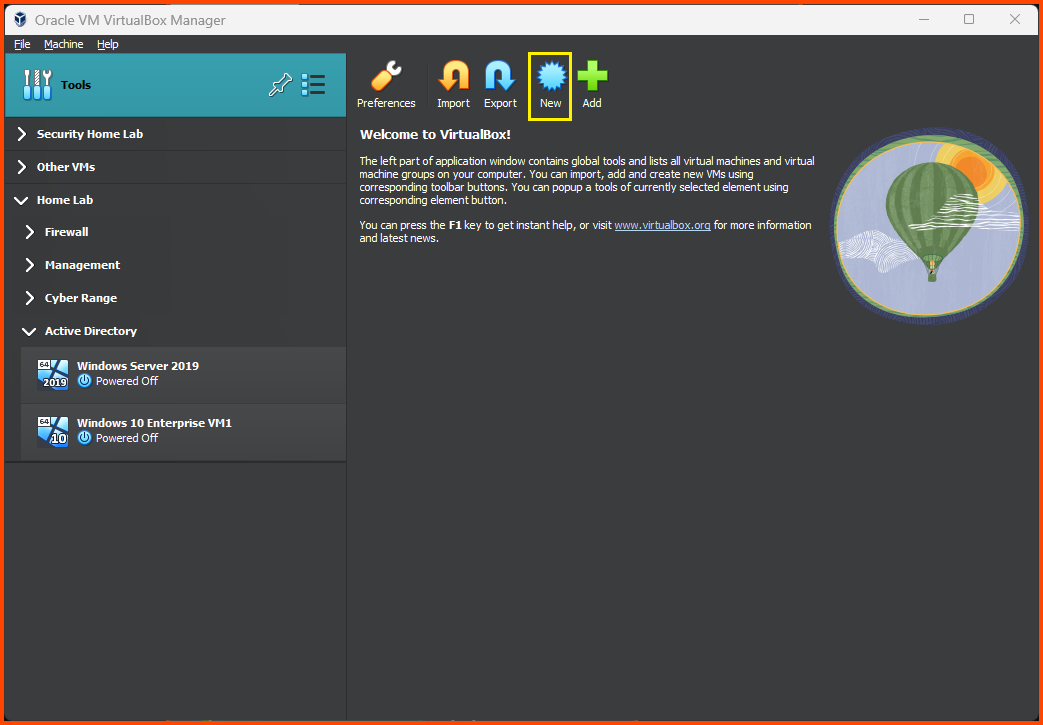 Oracle VM VirtualBox Manager
File Machine Help
Tools
Preferences Import Export New Add
Security Home Lab
Other VMs
Home Lab
Firewall
Management
Cyber Range
Active Directory
64
2019
Windows Server 2019
Powered Off
64
10
Windows 10 Enterprise VM1
Powered Off
Welcome to VirtualBox!
The left part of application window contains global tools and lists all virtual machines and virtual
machine groups on your computer. You can import, add and create new VMs using
corresponding toolbar buttons. You can popup a tools of currently selected element using
corresponding element button.
You can press the F1 key to get instant help, or visit www.virtualbox.org for more information
and latest news.